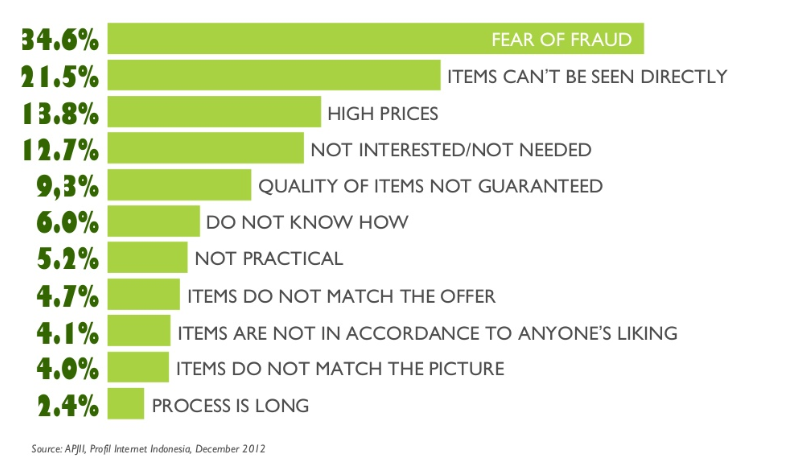 34.6% FEAR OF FRAUD
21.5% ITEMS CAN'T BE SEEN DIRECTLY
13.8% HIGH PRICES
12.7% NOT INTERESTED/NOT NEEDED
9,3% QUALITY OF ITEMS NOT GUARANTEED
6.0% DO NOT KNOW HOW
5.2% NOT PRACTICAL
4.7% ITEMS DO NOT MATCH THE OFFER
4.1% ITEMS ARE NOT IN ACCORDANCE TO ANYONE'S LIKING
4.0% ITEMS DO NOT MATCH THE PICTURE
2.4% PROCESS IS LONG
Source: APJII, Profil Internet Indonesia, December 2012